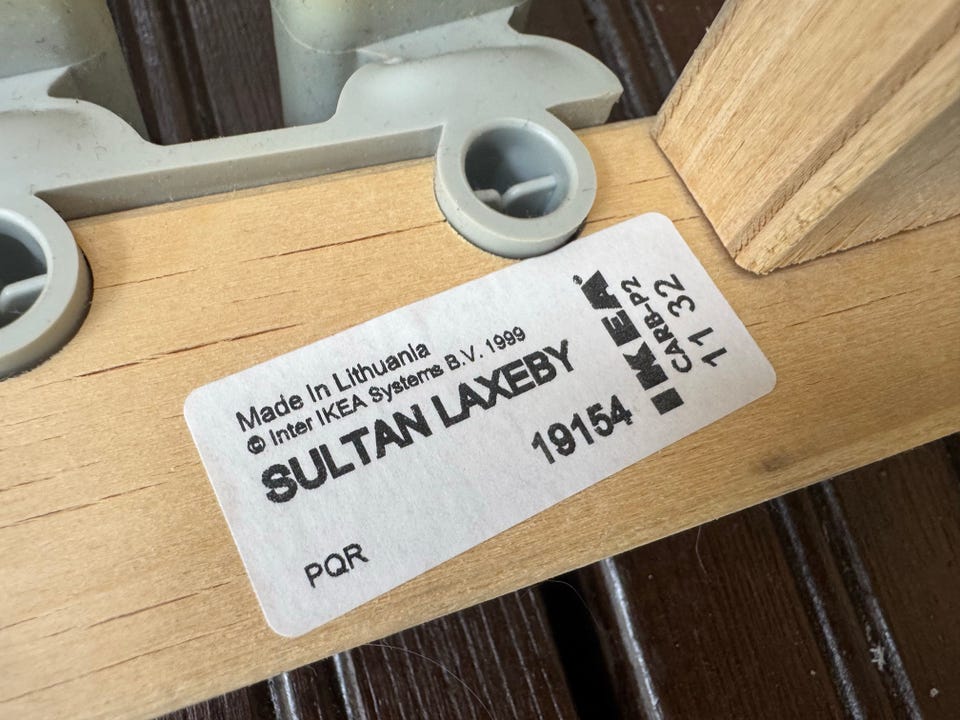 Made In Lithuania
© Inter IKEA Systems B.V. 1999
SULTAN LAXEBY
19154
PQR
IKEA®
CARB-P2
11 32